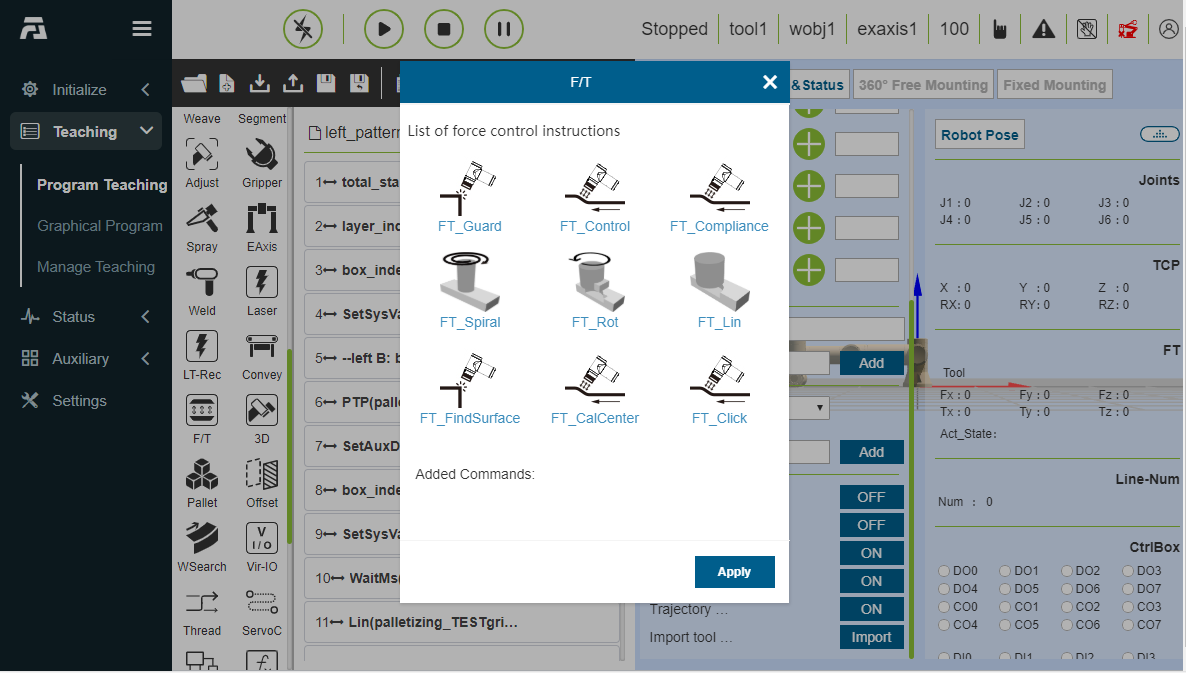 Stopped tool1 wobj1 exaxis1 100
Initialize
Teaching
Program Teaching
Graphical Program
Manage Teaching
Status
Auxiliary
Settings
Weave Segment
Adjust Gripper
Spray EAxis
Weld Laser
LT-Rec Convey
F/T 3D
Pallet Offset
WSearch Vir-IO
V
I/O
Thread ServoC
left_pattern
1 total_sta
2 layer_ind
3 box_inde
4 SetSysVa
5 --left B: b
6 PTP(palle
7 SetAuxD
8 box_inde
9 SetSysVa
10 WaitMs(
11 Lin(palletizing_TESTgri...
F/T
List of force control instructions
FT_Guard FT_Control FT_Compliance
FT_Spiral FT_Rot FT_Lin
FT_FindSurface FT_CalCenter FT_Click
Added Commands:
Apply
& Status 360° Free Mounting Fixed Mounting
Add
Add
OFF
OFF
ON
ON
Trajectory ... ON
Import tool ... Import
Robot Pose
Joints
J1 : 0 J2 : 0 J3 : 0
J4 : 0 J5 : 0 J6 : 0
TCP
X : 0 Y : 0 Z : 0
RX: 0 RY: 0 RZ: 0
FT
Tool
Fx : 0 Fy : 0 Fz : 0
Tx : 0 Ty : 0 Tz : 0
Act_State:
Line-Num
Num : 0
CtrlBox
DO0 DO1 DO2 DO3
DO4 DO5 DO6 DO7
CO0 CO1 CO2 CO3
CO4 CO5 CO6 CO7
DI0 DI1 DI2 DI3